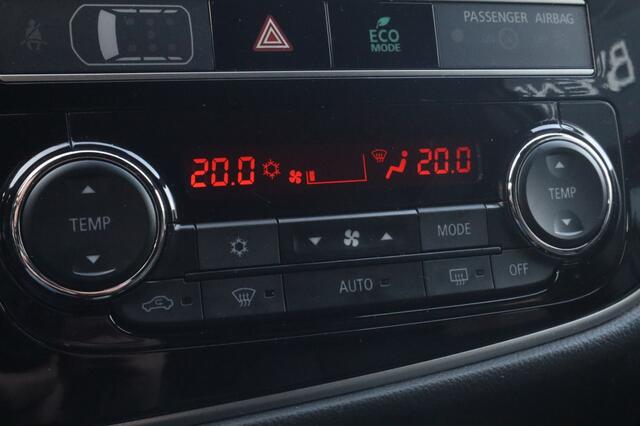 ECO
MODE
PASSENGER AIRBAG
20.0 20.0
TEMP
TEMP
MODE
AUTO
OFF